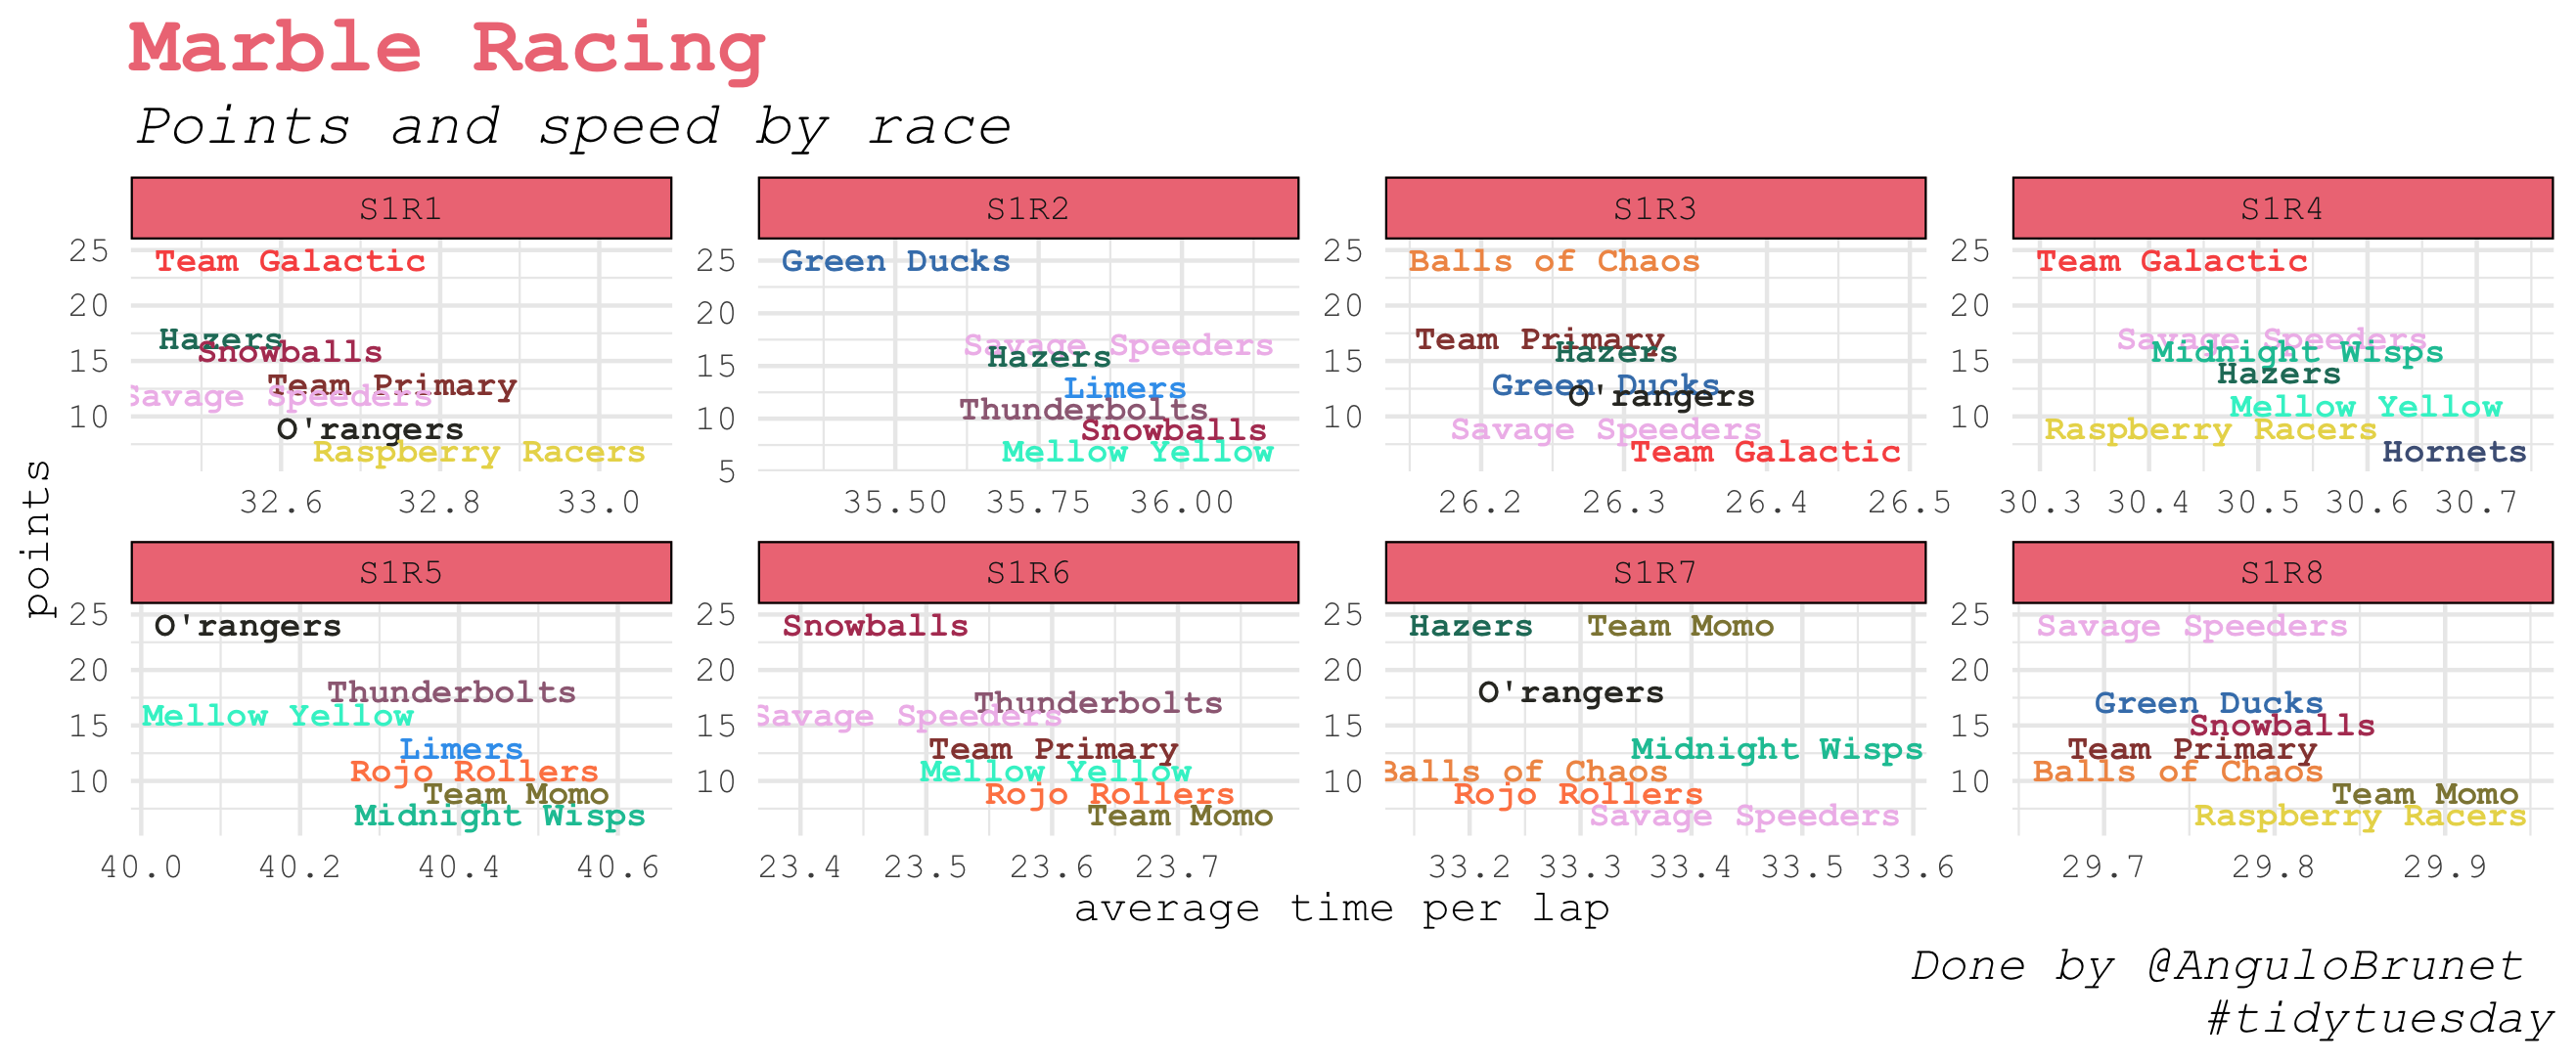 Marble Racing
Points and speed by race
S1R1
S1R2
S1R3
S1R4
25
20
15
10
Team Galactic
Hazers
Snowballs
Team Primary
Savage Speeders
O'rangers
Raspberry Racers
32.6 32.8 33.0
25
20
15
10
5
Green Ducks
Savage Speeders
Hazers
Limers
Thunderbolts
Snowballs
Mellow Yellow
35.50 35.75 36.00
25
20
15
10
Balls of Chaos
Team Primary
Hazers
Green Ducks
O'rangers
Savage Speeders
Team Galactic
26.2 26.3 26.4 26.5
25
20
15
10
Team Galactic
Savage Speeders
Midnight Wisps
Hazers
Mellow Yellow
Raspberry Racers
Hornets
30.3 30.4 30.5 30.6 30.7
points
S1R5
S1R6
S1R7
S1R8
25
20
15
10
O'rangers
Thunderbolts
Mellow Yellow
Limers
Rojo Rollers
Team Momo
Midnight Wisps
40.0 40.2 40.4 40.6
25
20
15
10
Snowballs
Thunderbolts
Savage Speeders
Team Primary
Mellow Yellow
Rojo Rollers
Team Momo
23.4 23.5 23.6 23.7
25
20
15
10
Hazers Team Momo
O'rangers
Midnight Wisps
Balls of Chaos
Rojo Rollers
Savage Speeders
33.2 33.3 33.4 33.5 33.6
25
20
15
10
Savage Speeders
Green Ducks
Snowballs
Team Primary
Balls of Chaos
Team Momo
Raspberry Racers
29.7 29.8 29.9
average time per lap
Done by @AnguloBrunet
#tidytuesday